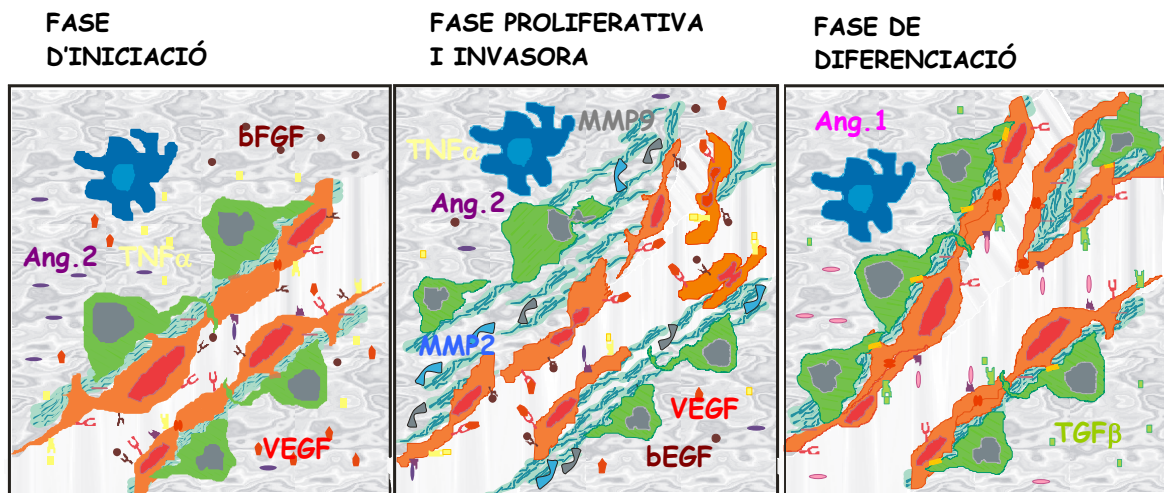 FASE
D'INICIACIÓ
FASE PROLIFERATIVA
I INVASORA
FASE DE
DIFERENCIACIÓ
bFGF
Ang.2
TNFα
VEGF
MMP9
TNFα
Ang.2
MMP2
VEGF
bEGF
Ang.1
TGFβ